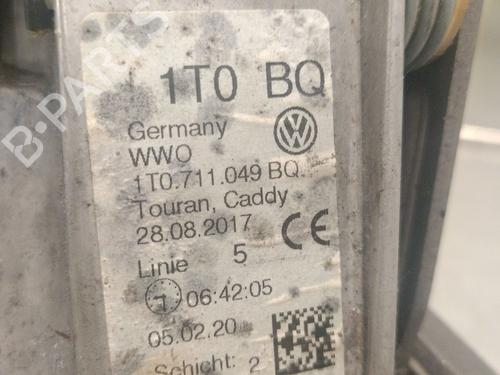 1T0 BQ
Germany
WWO
1T0.711.049 BQ
Touran, Caddy
28.08.2017
Linie 5
06:42:05
05.02.20
Schicht: 2
B-PARTS